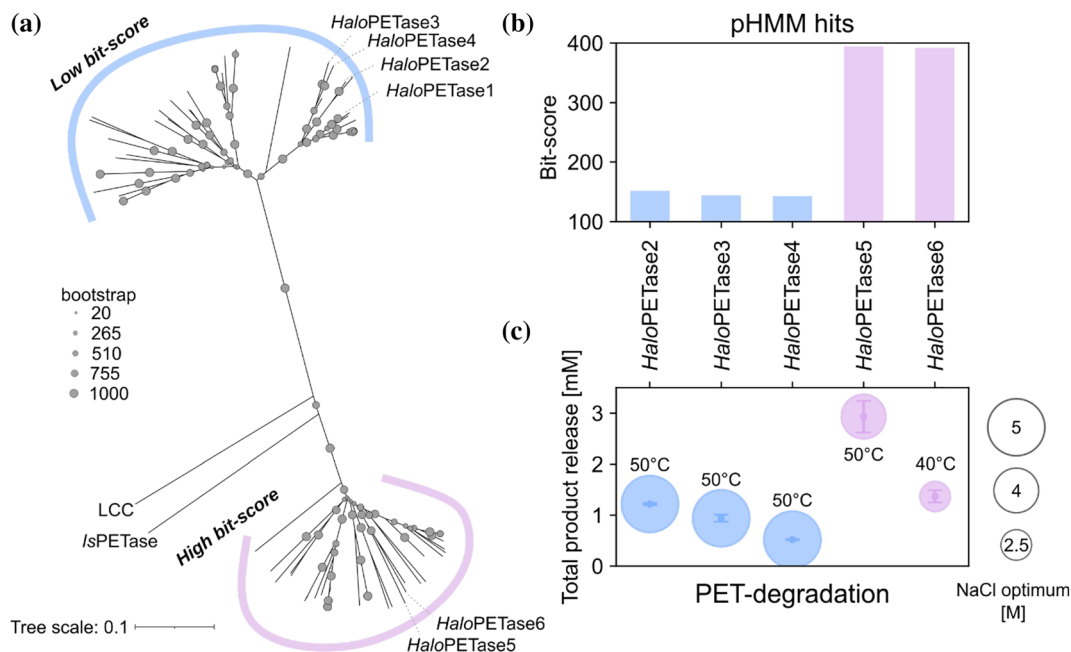 (a)
Low bit-score
HaloPETase3
HaloPETase4
HaloPETase2
HaloPETase1
bootstrap
20
265
510
755
1000
LCC
IsPETase
High bit-score
HaloPETase6
HaloPETase5
Tree scale: 0.1
(b)
pHMM hits
Bit-score
400
300
200
100
HaloPETase2
HaloPETase3
HaloPETase4
HaloPETase5
HaloPETase6
(c)
Total product release [mM]
3
2
1
0
50°C
50°C
50°C
50°C
40°C
PET-degradation
5
4
2.5
NaCl optimum
[M]